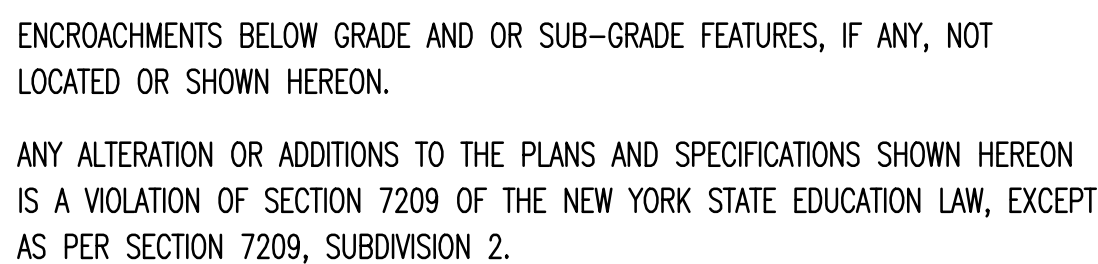 ENCROACHMENTS BELOW GRADE AND OR SUB-GRADE FEATURES, IF ANY, NOT
LOCATED OR SHOWN HEREON.
ANY ALTERATION OR ADDITIONS TO THE PLANS AND SPECIFICATIONS SHOWN HEREON
IS A VIOLATION OF SECTION 7209 OF THE NEW YORK STATE EDUCATION LAW, EXCEPT
AS PER SECTION 7209, SUBDIVISION 2.